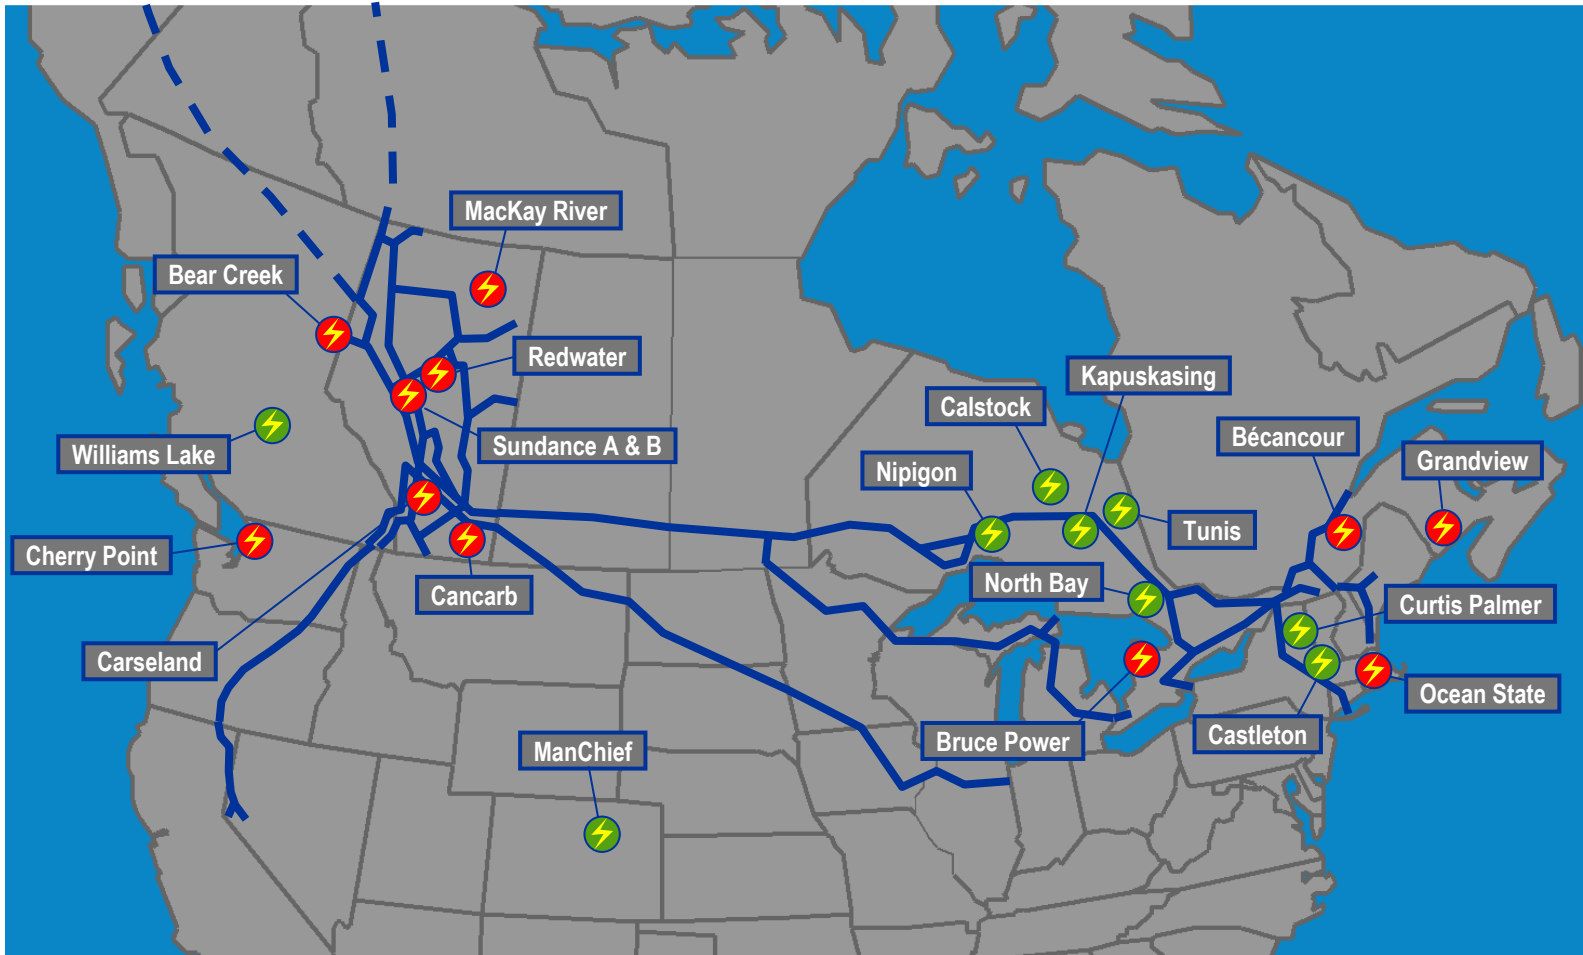 MacKay River
Bear Creek
Redwater
Kapuskasing
Calstock
Bécancour
Sundance A & B
Williams Lake
Grandview
Nipigon
Tunis
Cherry Point
North Bay
Cancarb
Curtis Palmer
Carseland
Ocean State
Castleton
Bruce Power
ManChief